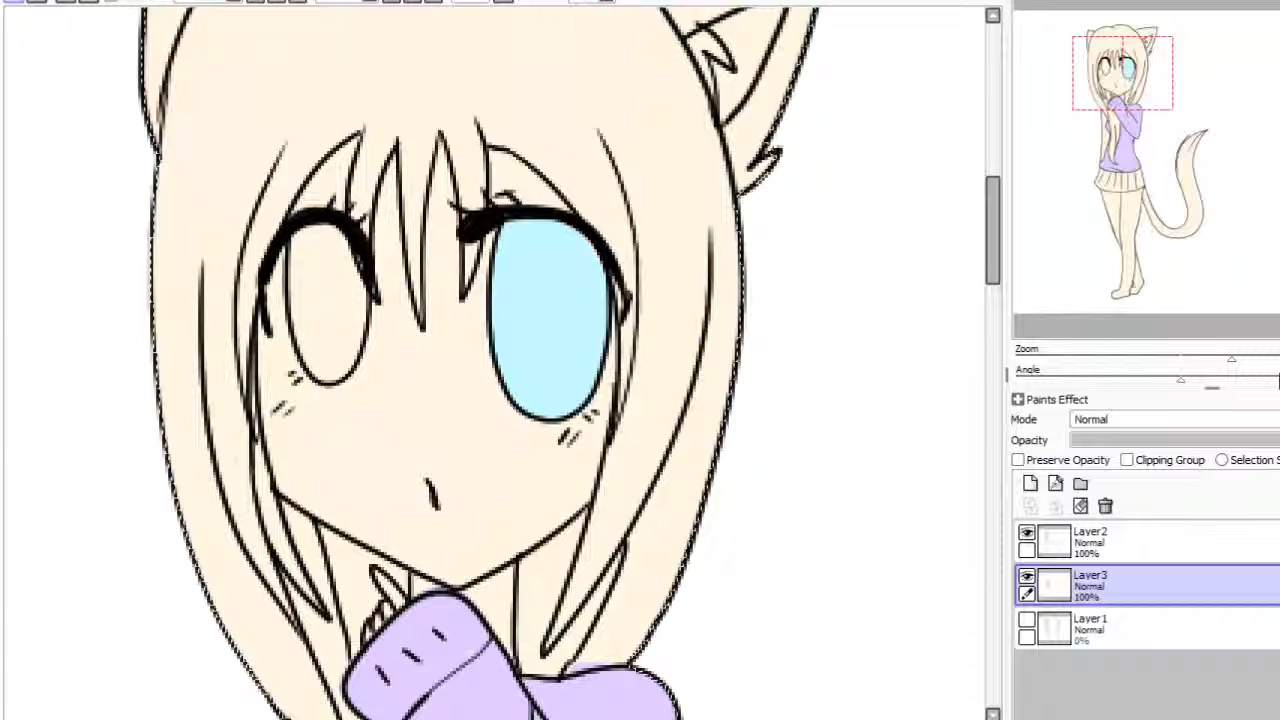 Zoom
Angle
Paints Effect
Mode Normal
Opacity
Preserve Opacity Clipping Group Selection S
Layer2
Normal
100%
Layer3
Normal
100%
Layer1
Normal
0%